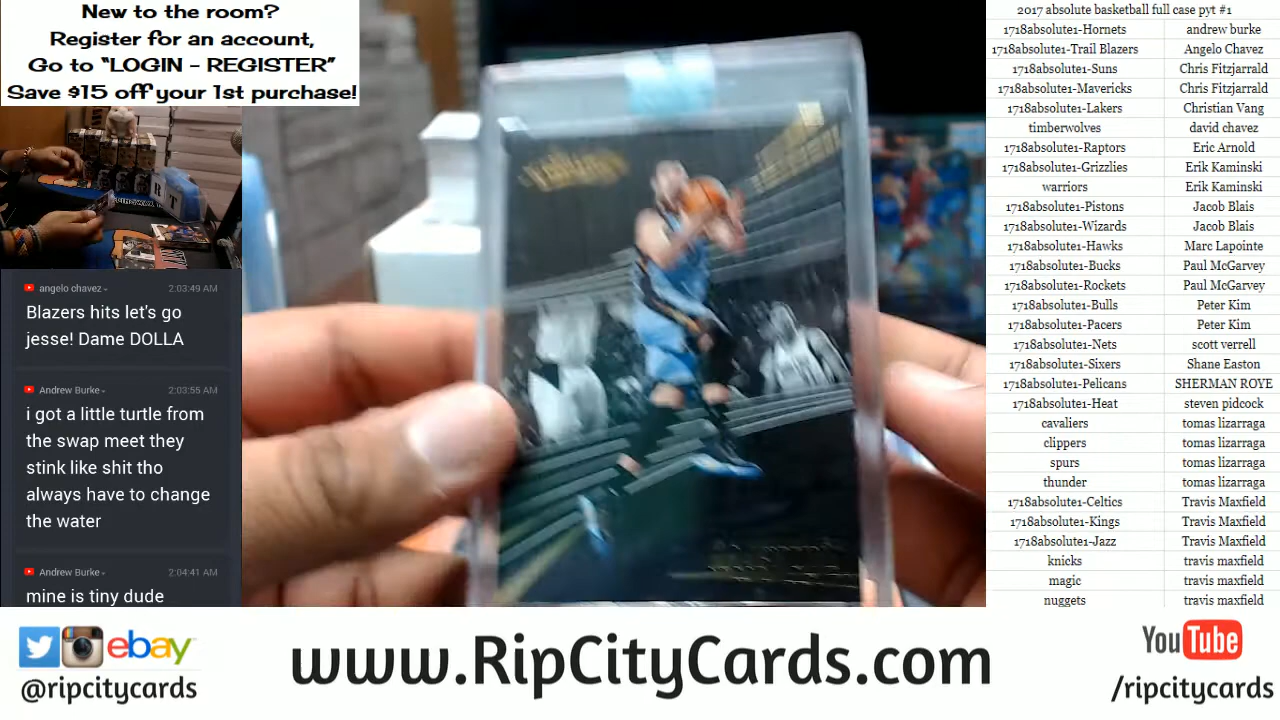 New to the room?
Register for an account,
Go to “LOGIN - REGISTER”
Save $15 off your 1st purchase!
angelo chavez
2:03:49 AM
Blazers hits let's go
jesse! Dame DOLLA
Andrew Burke
2:03:55 AM
i got a little turtle from
the swap meet they
stink like shit tho
always have to change
the water
Andrew Burke
2:04:41 AM
mine is tiny dude
2017 absolute basketball full case pyt #1
1718absolute1-Hornets andrew burke
1718absolute1-Trail Blazers Angelo Chavez
1718absolute1-Suns Chris Fitzjarrald
1718absolute1-Mavericks Chris Fitzjarrald
1718absolute1-Lakers Christian Vang
timberwolves david chavez
1718absolute1-Raptors Eric Arnold
1718absolute1-Grizzlies Erik Kaminski
warriors Erik Kaminski
1718absolute1-Pistons Jacob Blais
1718absolute1-Wizards Jacob Blais
1718absolute1-Hawks Marc Lapointe
1718absolute1-Bucks Paul McGarvey
1718absolute1-Rockets Paul McGarvey
1718absolute1-Bulls Peter Kim
1718absolute1-Pacers Peter Kim
1718absolute1-Nets scott verrell
1718absolute1-Sixers Shane Easton
1718absolute1-Pelicans SHERMAN ROYE
1718absolute1-Heat steven pidcock
cavaliers tomas lizarraga
clippers tomas lizarraga
spurs tomas lizarraga
thunder tomas lizarraga
1718absolute1-Celtics Travis Maxfield
1718absolute1-Kings Travis Maxfield
1718absolute1-Jazz Travis Maxfield
knicks travis maxfield
magic travis maxfield
nuggets travis maxfield
ebay
@ripcitycards
www.RipCityCards.com
YouTube
/ripcitycards